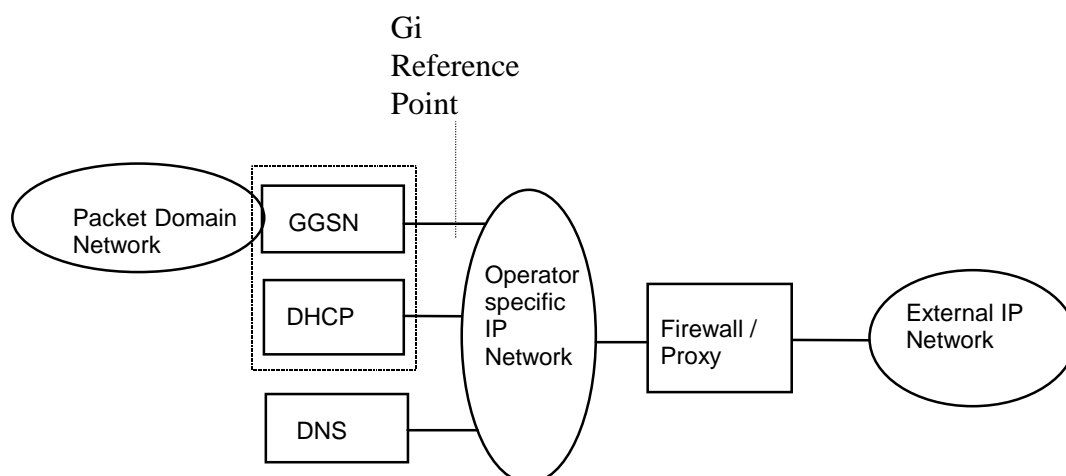 Gi
Reference
Point
Packet Domain
Network
GGSN
DHCP
DNS
Operator
specific
IP
Network
Firewall /
Proxy
External IP
Network